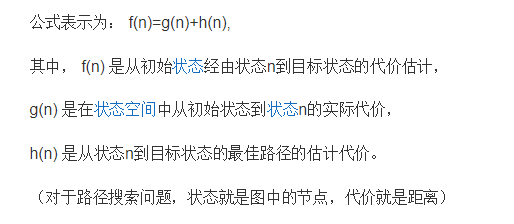 公式表示为： f(n)=g(n)+h(n),
其中， f(n) 是从初始状态经由状态n到目标状态的代价估计，
g(n) 是在状态空间中从初始状态到状态n的实际代价，
h(n) 是从状态n到目标状态的最佳路径的估计代价。
（对于路径搜索问题，状态就是图中的节点，代价就是距离）